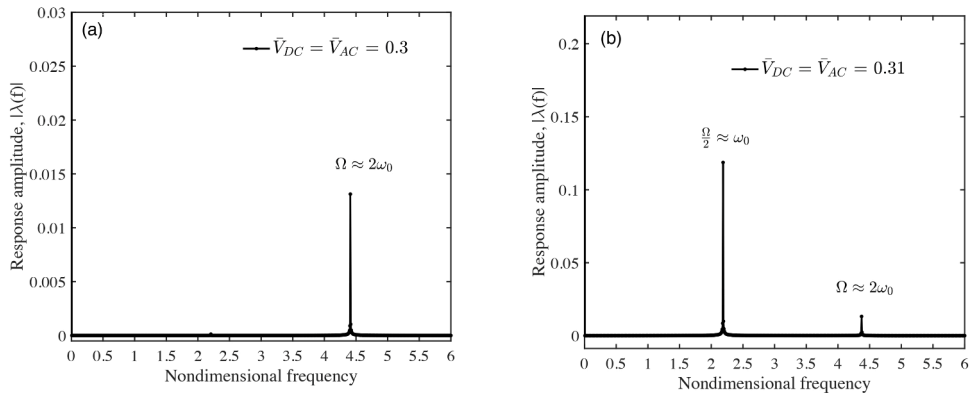 (a)
V̄_DC = V̄_AC = 0.3
Ω ≈ 2ω₀
Response amplitude, |λ(f)|
0.03
0.025
0.02
0.015
0.01
0.005
0
0 0.5 1 1.5 2 2.5 3 3.5 4 4.5 5 5.5 6
Nondimensional frequency
(b)
V̄_DC = V̄_AC = 0.31
Ω/2 ≈ ω₀
Ω ≈ 2ω₀
Response amplitude, |λ(f)|
0.2
0.15
0.1
0.05
0
0 0.5 1 1.5 2 2.5 3 3.5 4 4.5 5 5.5 6
Nondimensional frequency